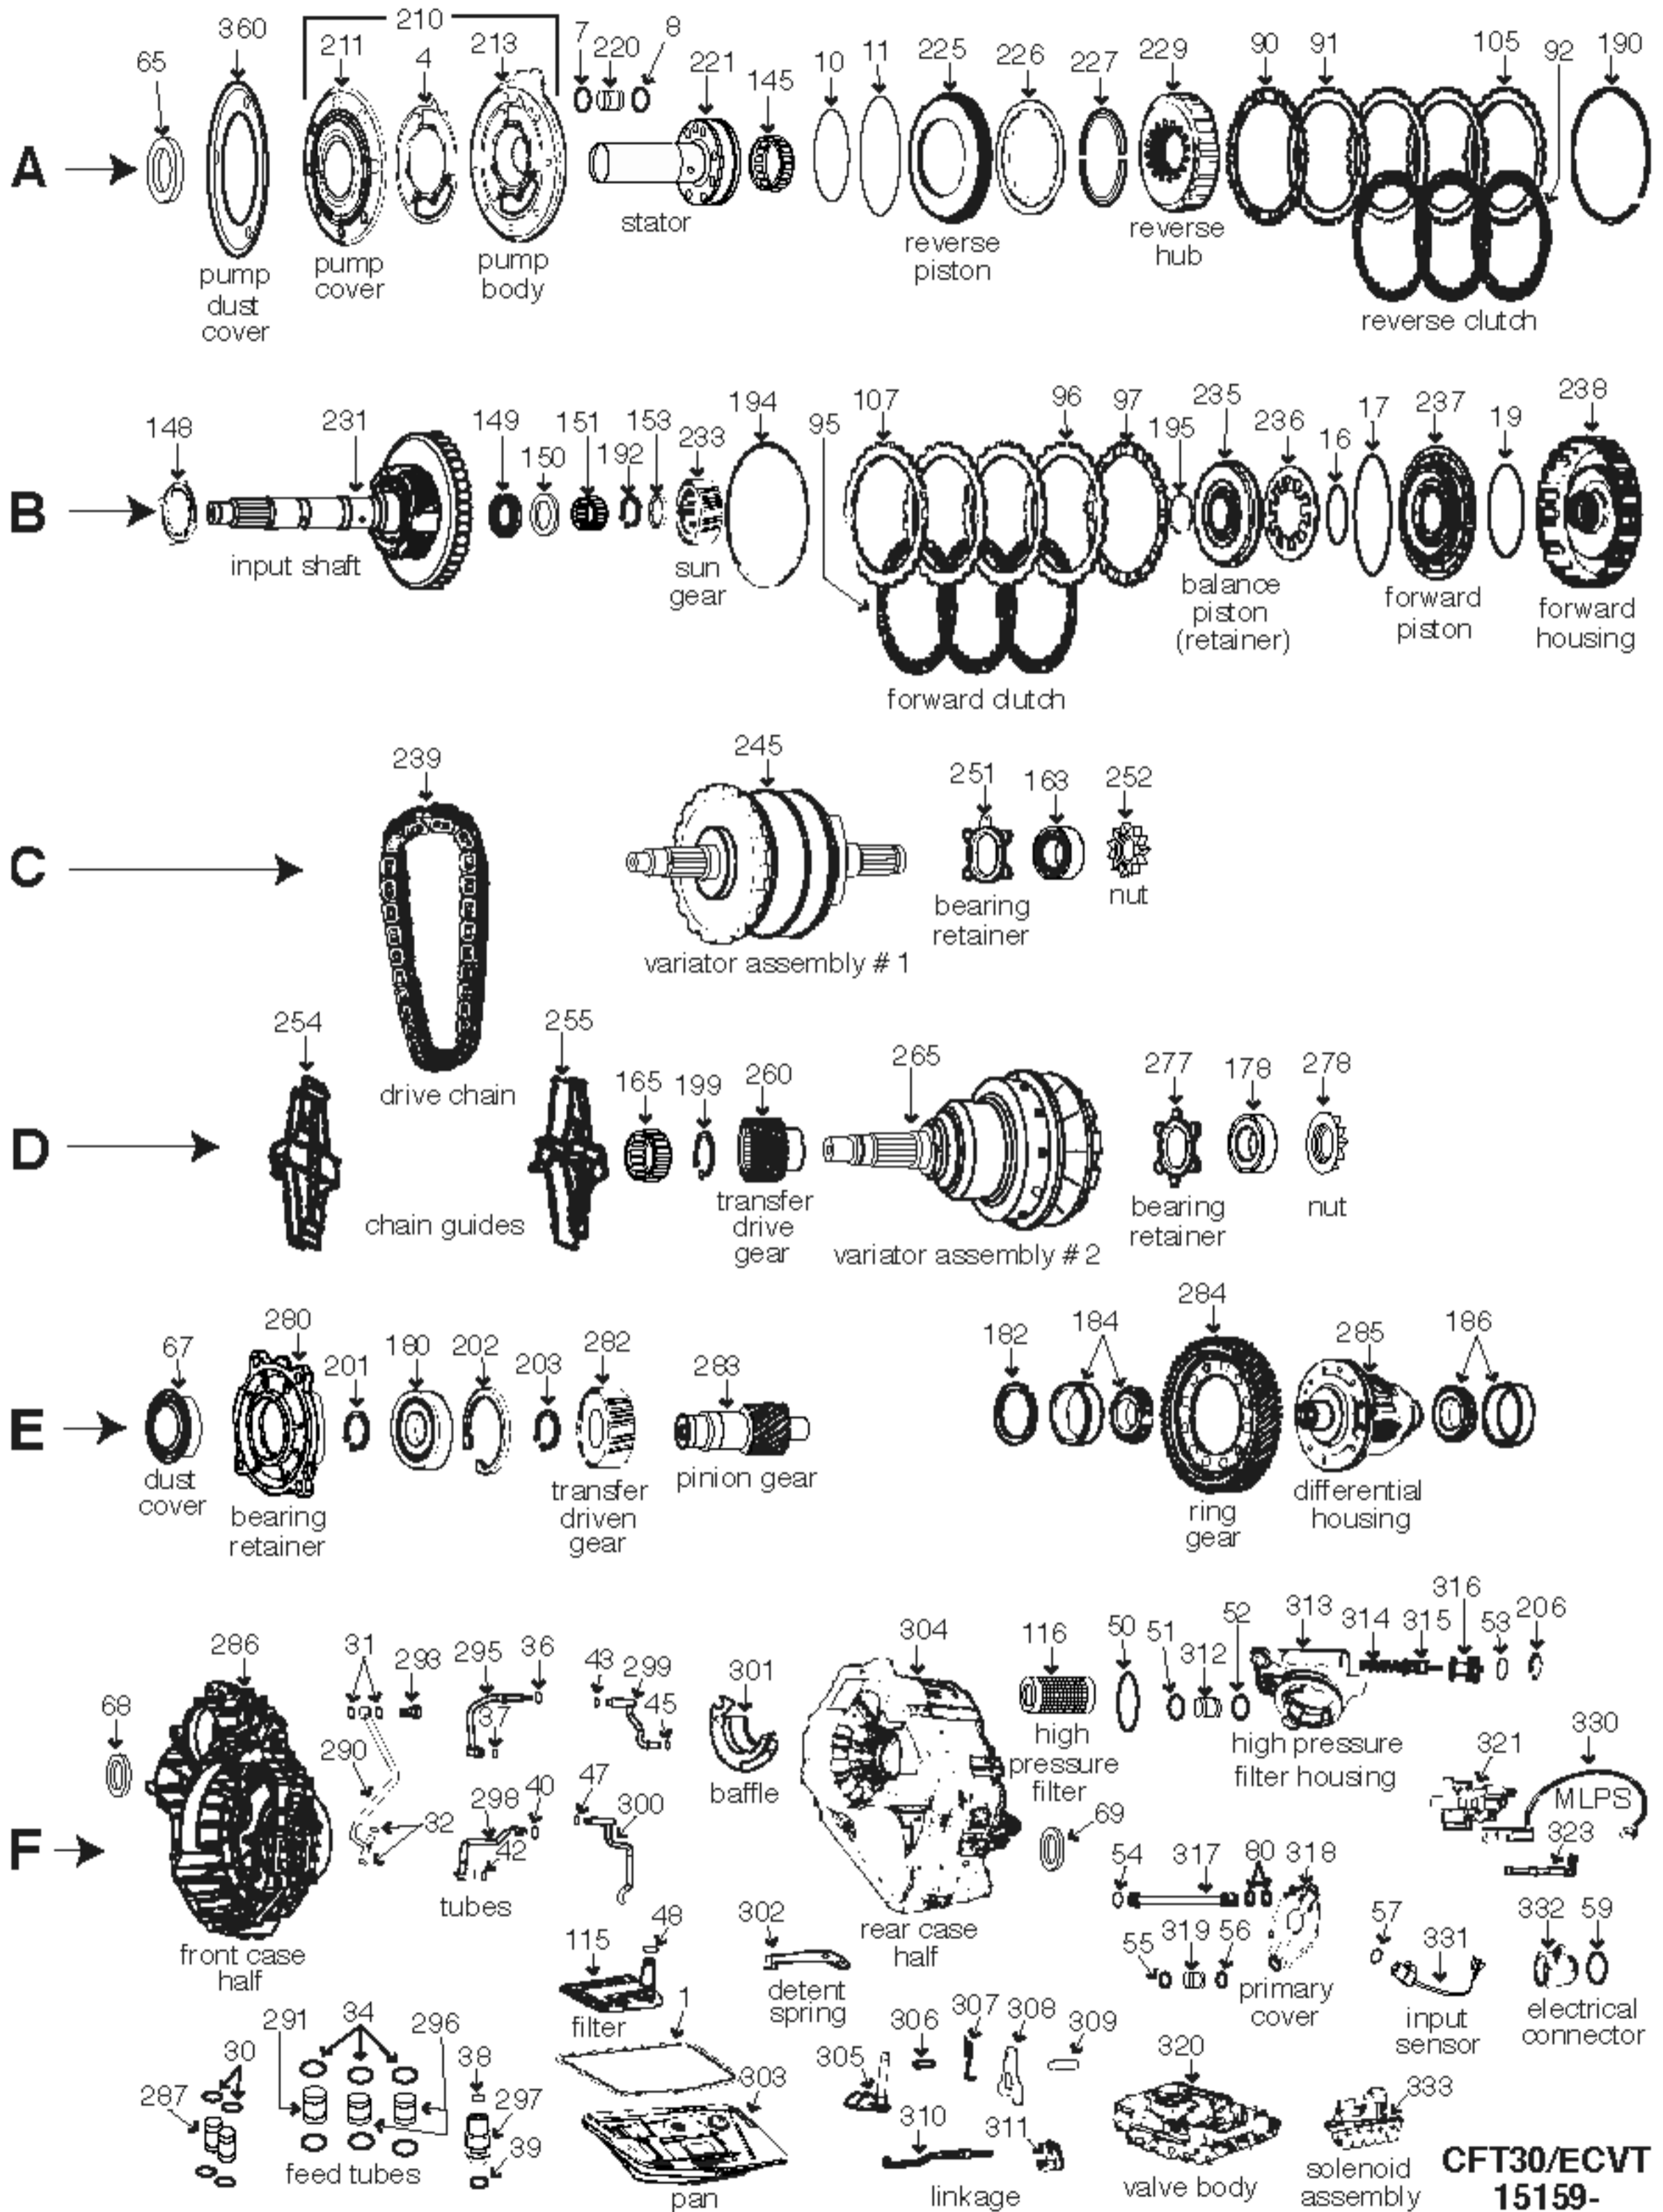 210
360
211
4
213
7
220
8
65
221
145
10
11
225
226
227
229
90
91
105
92
190
A
stator
reverse
piston
reverse
hub
pump
dust
cover
pump
cover
pump
body
reverse clutch
148
231
149
150
151
192
153
233
194
95
107
96
97
195
235
236
16
17
237
19
238
B
input shaft
sun
gear
balance
piston
(retainer)
forward
piston
forward
housing
forward clutch
239
245
251
163
252
C
nut
bearing
retainer
variator assembly # 1
drive chain
254
255
165
199
260
265
277
178
278
D
chain guides
transfer
drive
gear
variator assembly # 2
bearing
retainer
nut
67
280
201
180
202
203
282
283
182
184
284
285
186
E
dust
cover
bearing
retainer
transfer
driven
gear
pinion gear
ring
gear
differential
housing
286
31
293
295
36
43
299
45
301
304
116
50
51
312
52
313
314
315
316
53
206
68
37
290
baffle
high
pressure
filter
high pressure
filter housing
321
330
MLPS
323
F
32
298
40
42
47
300
69
tubes
54
317
80
318
front case
half
115
48
302
rear case
half
55
319
56
57
331
332
59
filter
detent
spring
primary
cover
input
sensor
electrical
connector
30
291
34
296
38
287
297
39
1
303
305
306
307
308
309
310
311
320
333
feed tubes
pan
linkage
valve body
solenoid
assembly
CFT30/ECVT
15159-